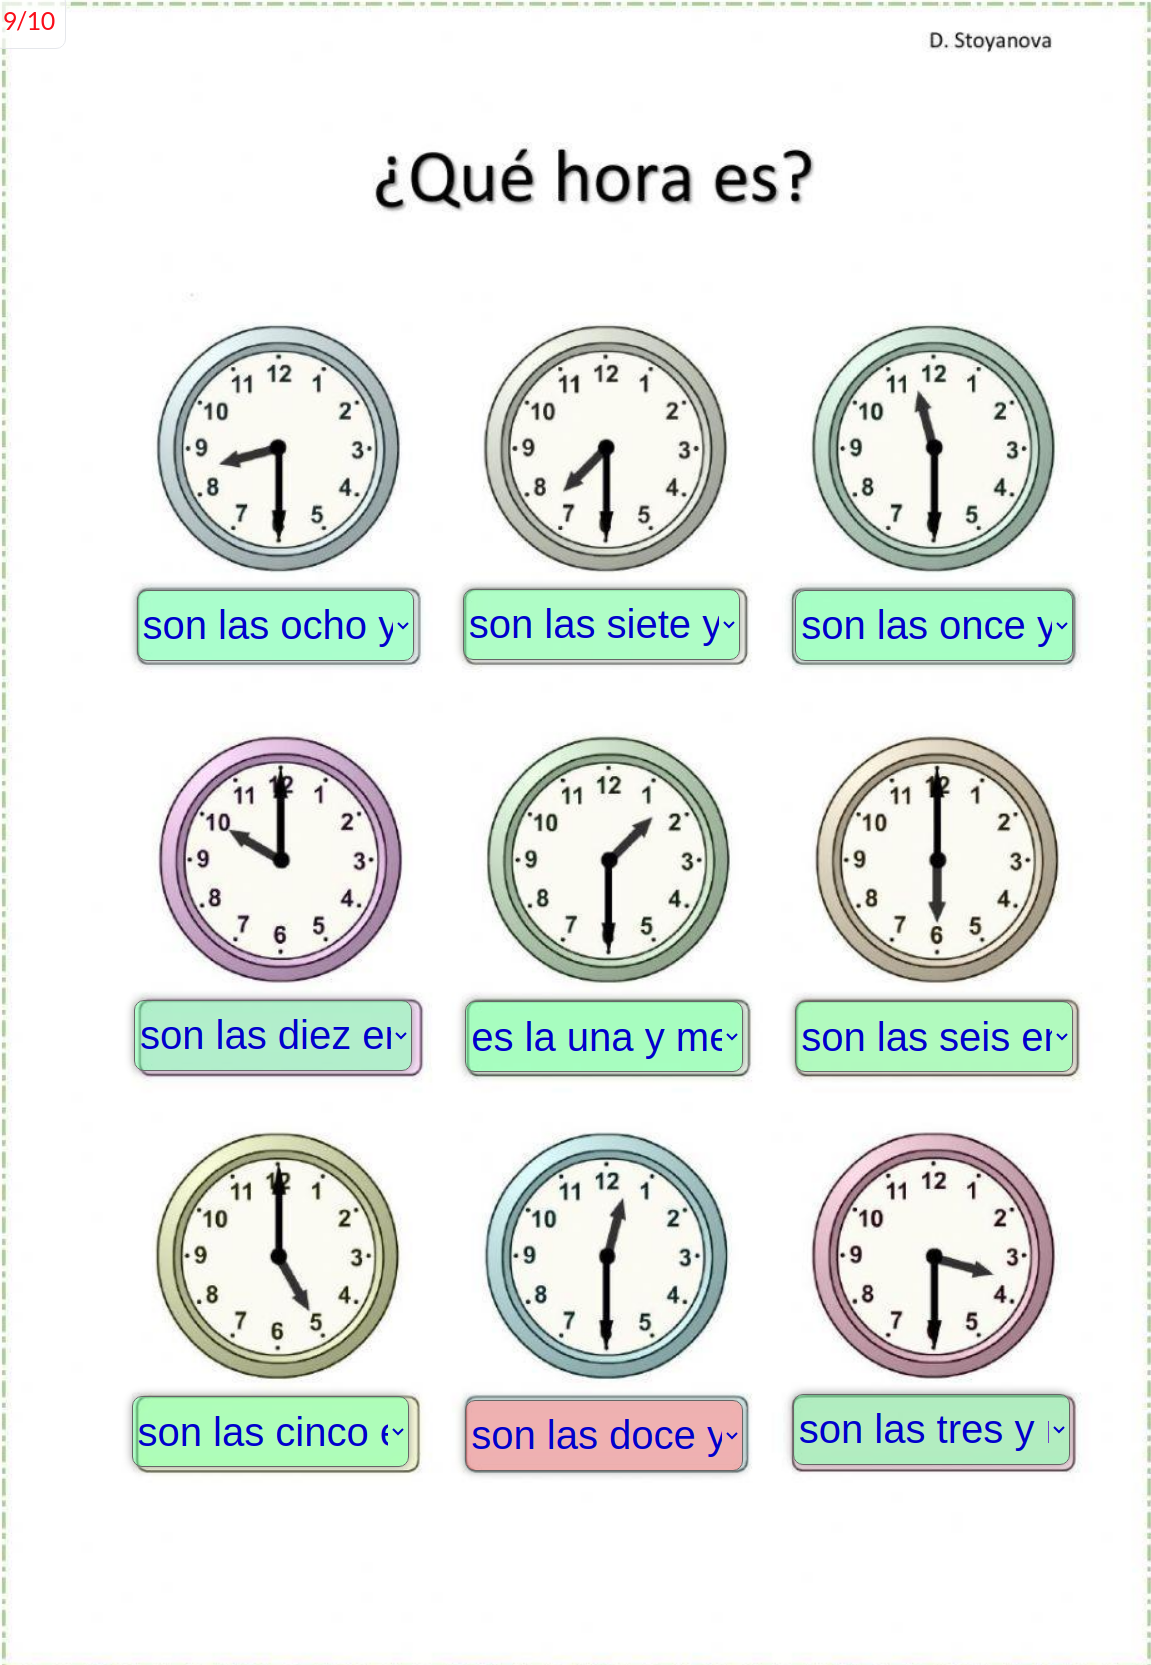 9/10
D. Stoyanova
¿Qué hora es?
12 11 1 10 2 9 3 8 4 7 5
12 11 1 10 2 9 3 8 4 7 5
12 11 1 10 2 9 3 8 4 7 5
son las ocho y
son las siete y
son las once y
12 11 1 10 2 9 3 8 4 7 5 6
12 11 1 10 2 9 3 8 4 7 5
12 11 1 10 2 9 3 8 4 7 5 6
son las diez
es la una y
son las seis
12 11 1 10 2 9 3 8 4 7 5 6
12 11 1 10 2 9 3 8 4 7 5
12 11 1 10 2 9 3 8 4 7 5
son las cinco
son las doce y
son las tres y